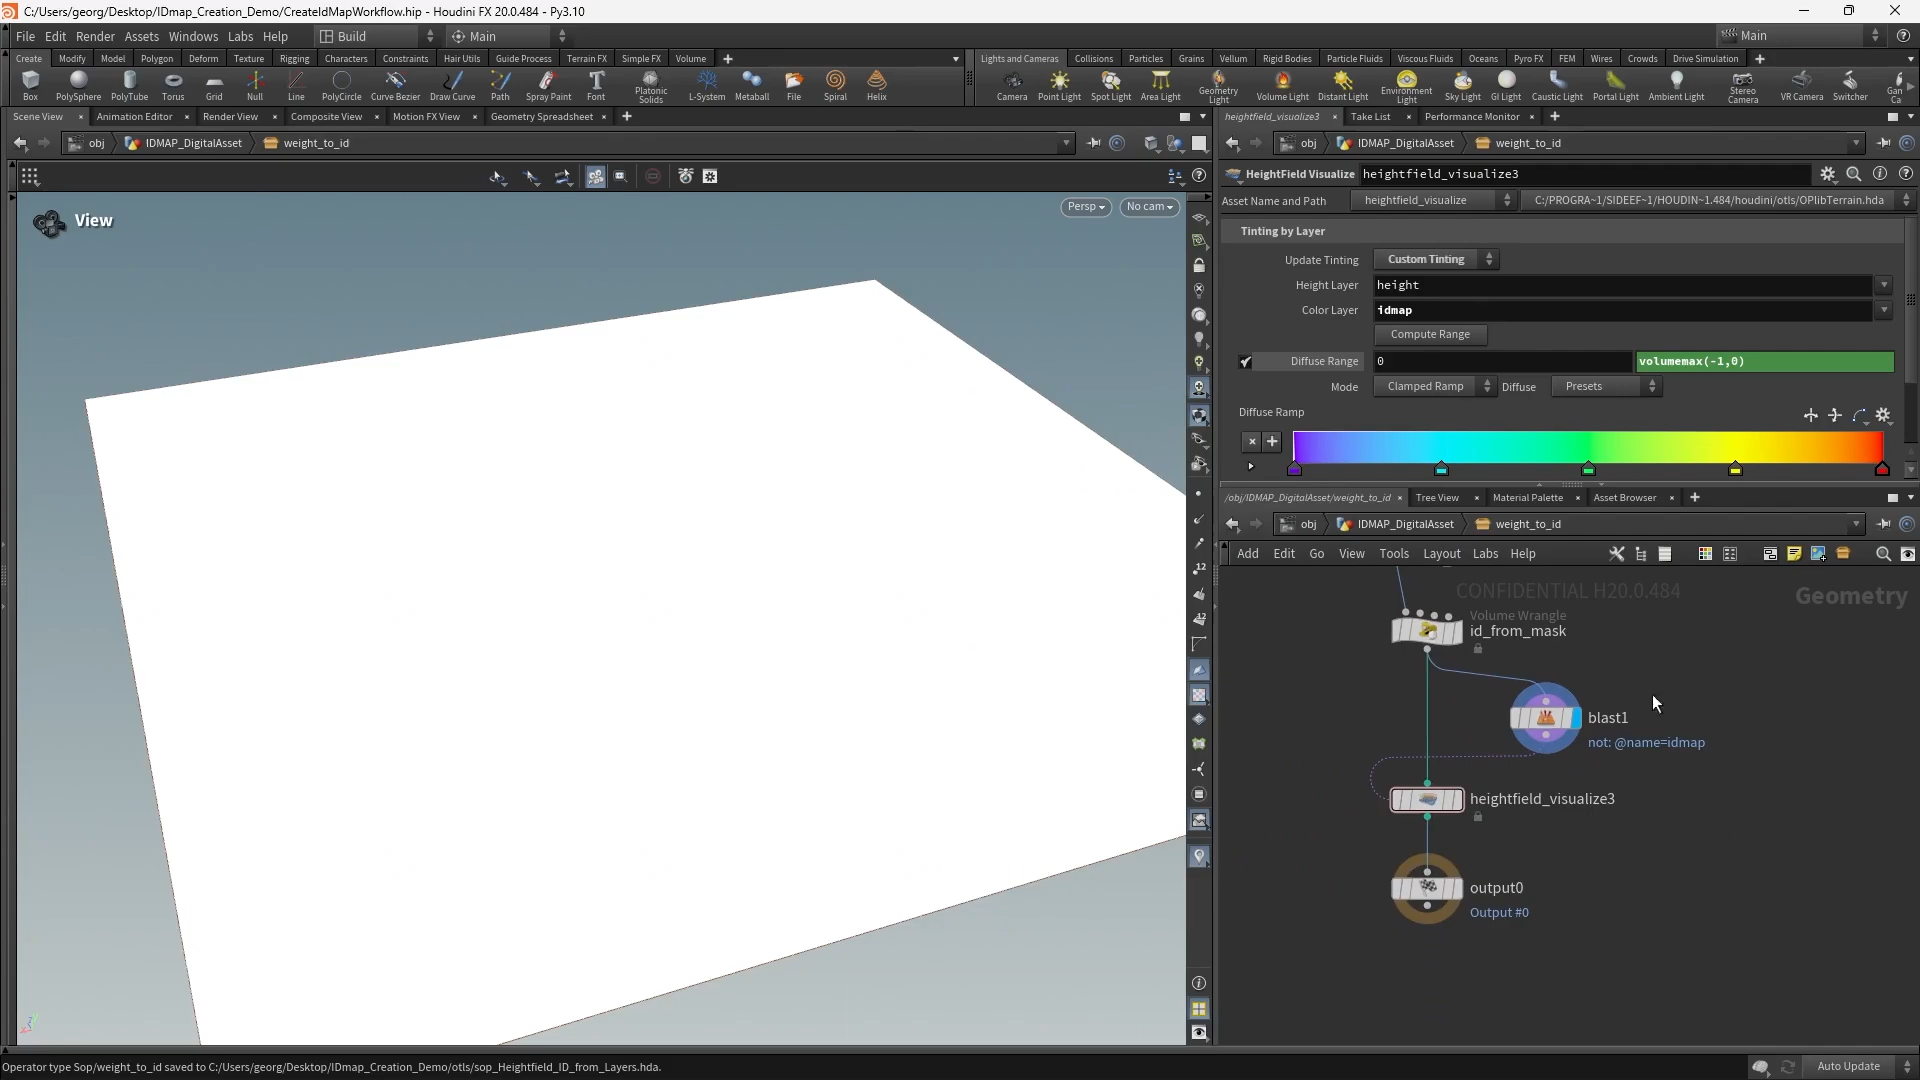 C:/Users/georg/Desktop/IDmap_Creation_Demo/CreateIdMapWorkflow.hip - Houdini FX 20.0.484 - Py3.10
File Edit Render Assets Windows Labs Help Build Main Main
Create Modify Model Polygon Deform Texture Rigging Characters Constraints Hair Utils Guide Process Terrain FX Simple FX Volume
Lights and Cameras Collisions Particles Grains Vellum Rigid Bodies Particle Fluids Viscous Fluids Oceans Pyro FX FEM Wires Crowds Drive Simulation
Box PolySphere PolyTube Torus Grid Null Line PolyCircle Curve Bezier Draw Curve Path Spray Paint Font Platonic Solids L-System Metaball File Spiral Helix
Camera Point Light Spot Light Area Light Geometry Light Volume Light Distant Light Environment Light Sky Light GI Light Caustic Light Portal Light Ambient Light Stereo Camera VR Camera Switcher Gan Ca
Scene View Animation Editor Render View Composite View Motion FX View Geometry Spreadsheet
heightfield_visualize3 Take List Performance Monitor
obj IDMAP_DigitalAsset weight_to_id
obj IDMAP_DigitalAsset weight_to_id
HeightField Visualize heightfield_visualize3
Asset Name and Path heightfield_visualize C:/PROGRA~1/SIDEEF~1/HOUDIN~1.484/houdini/otls/OPlibTerrain.hda
View
Persp No cam
Tinting by Layer
Update Tinting Custom Tinting
Height Layer height
Color Layer idmap
Compute Range
Diffuse Range 0 volumemax(-1,0)
Mode Clamped Ramp Diffuse Presets
Diffuse Ramp
/obj/IDMAP_DigitalAsset/weight_to_id Tree View Material Palette Asset Browser
obj IDMAP_DigitalAsset weight_to_id
Add Edit Go View Tools Layout Labs Help
CONFIDENTIAL H20.0.484
Geometry
Volume Wrangle
id_from_mask
blast1
not: @name=idmap
heightfield_visualize3
output0
Output #0
12
12
Operator type Sop/weight_to_id saved to C:/Users/georg/Desktop/IDmap_Creation_Demo/otls/sop_Heightfield_ID_from_Layers.hda.
Auto Update